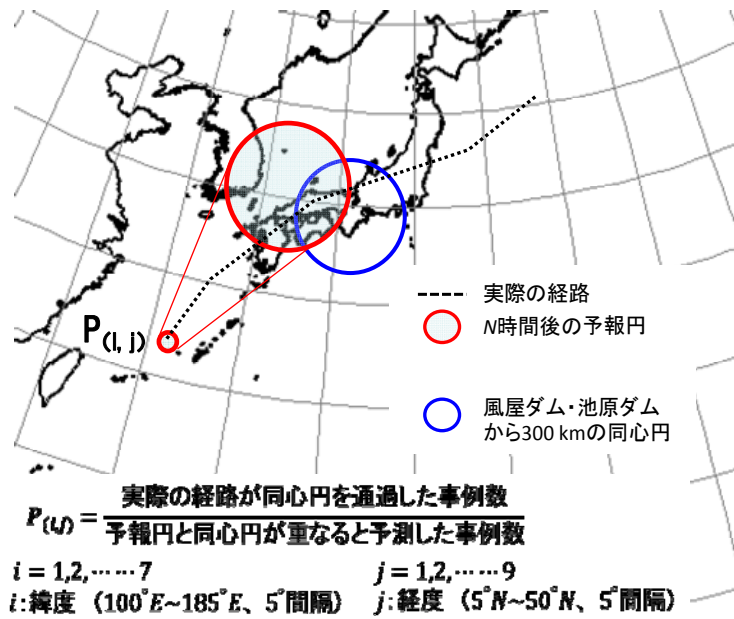 P(I, j)
実際の経路
N時間後の予報円
風屋ダム・池原ダム
から300 kmの同心円
P(i,j) = 実際の経路が同心円を通過した事例数
予報円と同心円が重なると予測した事例数
i = 1,2,⋯⋯7 j = 1,2,⋯⋯9
i:緯度 (100°E~185°E、5°間隔) j:経度 (5°N~50°N、5°間隔)